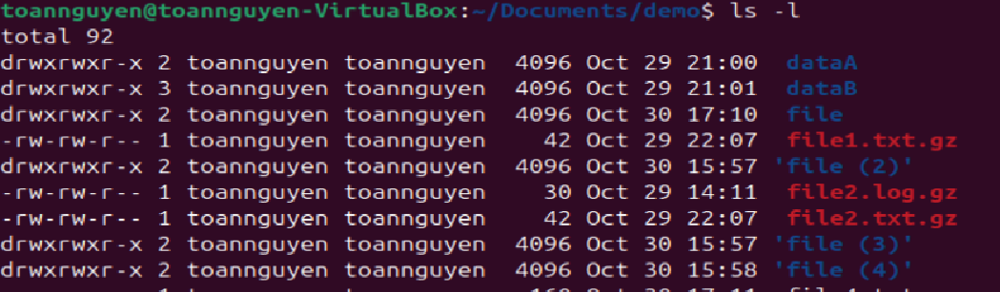 toannguyen@toannguyen-VirtualBox:~/Documents/demo$ ls -l
total 92
drwxrwxr-x 2 toannguyen toannguyen 4096 Oct 29 21:00 dataA
drwxrwxr-x 3 toannguyen toannguyen 4096 Oct 29 21:01 dataB
drwxrwxr-x 2 toannguyen toannguyen 4096 Oct 30 17:10 file
-rw-rw-r-- 1 toannguyen toannguyen 42 Oct 29 22:07 file1.txt.gz
drwxrwxr-x 2 toannguyen toannguyen 4096 Oct 30 15:57 'file (2)'
-rw-rw-r-- 1 toannguyen toannguyen 30 Oct 29 14:11 file2.log.gz
-rw-rw-r-- 1 toannguyen toannguyen 42 Oct 29 22:07 file2.txt.gz
drwxrwxr-x 2 toannguyen toannguyen 4096 Oct 30 15:57 'file (3)'
drwxrwxr-x 2 toannguyen toannguyen 4096 Oct 30 15:58 'file (4)'